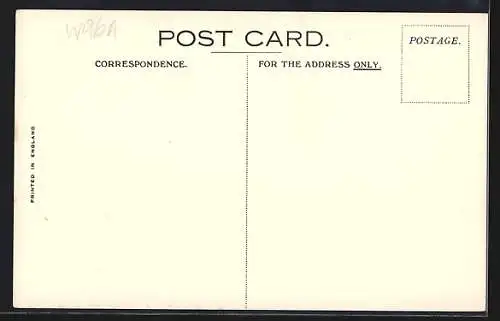 W96A
POST CARD.
POSTAGE.
CORRESPONDENCE.
FOR THE ADDRESS ONLY.
PRINTED IN ENGLAND